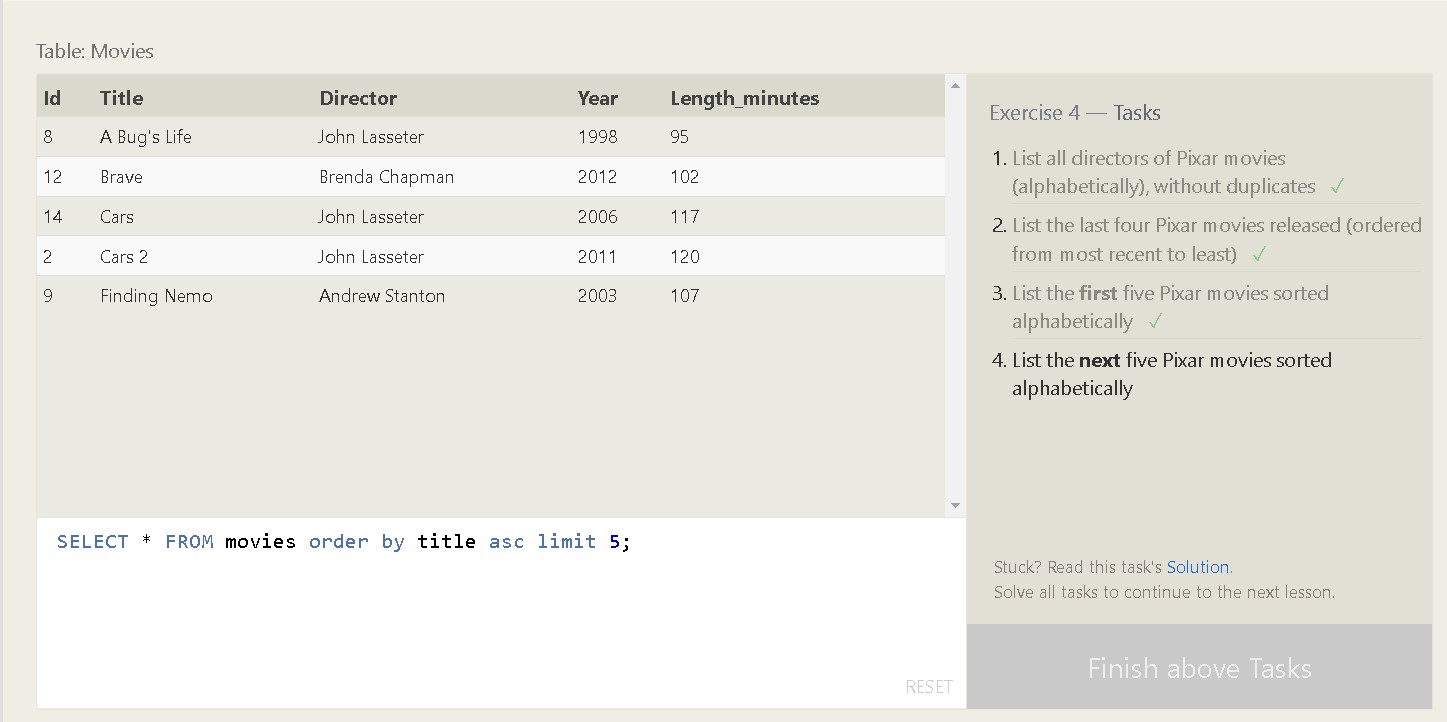 Table: Movies
Id Title Director Year Length_minutes
8 A Bug's Life John Lasseter 1998 95
12 Brave Brenda Chapman 2012 102
14 Cars John Lasseter 2006 117
2 Cars 2 John Lasseter 2011 120
9 Finding Nemo Andrew Stanton 2003 107
SELECT * FROM movies order by title asc limit 5;
RESET
Exercise 4 — Tasks
1. List all directors of Pixar movies
(alphabetically), without duplicates ✓
2. List the last four Pixar movies released (ordered
from most recent to least) ✓
3. List the first five Pixar movies sorted
alphabetically ✓
4. List the next five Pixar movies sorted
alphabetically
Stuck? Read this task's Solution.
Solve all tasks to continue to the next lesson.
Finish above Tasks